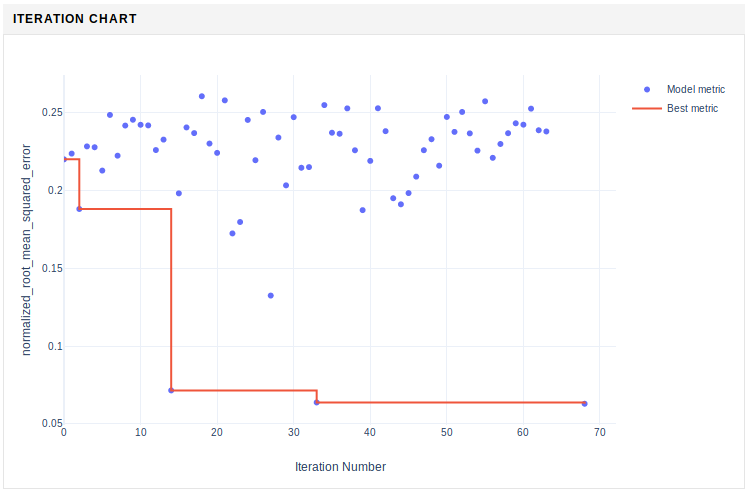 ITERATION CHART
normalized_root_mean_squared_error
0.25
0.2
0.15
0.1
0.05
0 10 20 30 40 50 60 70
Iteration Number
Model metric
Best metric